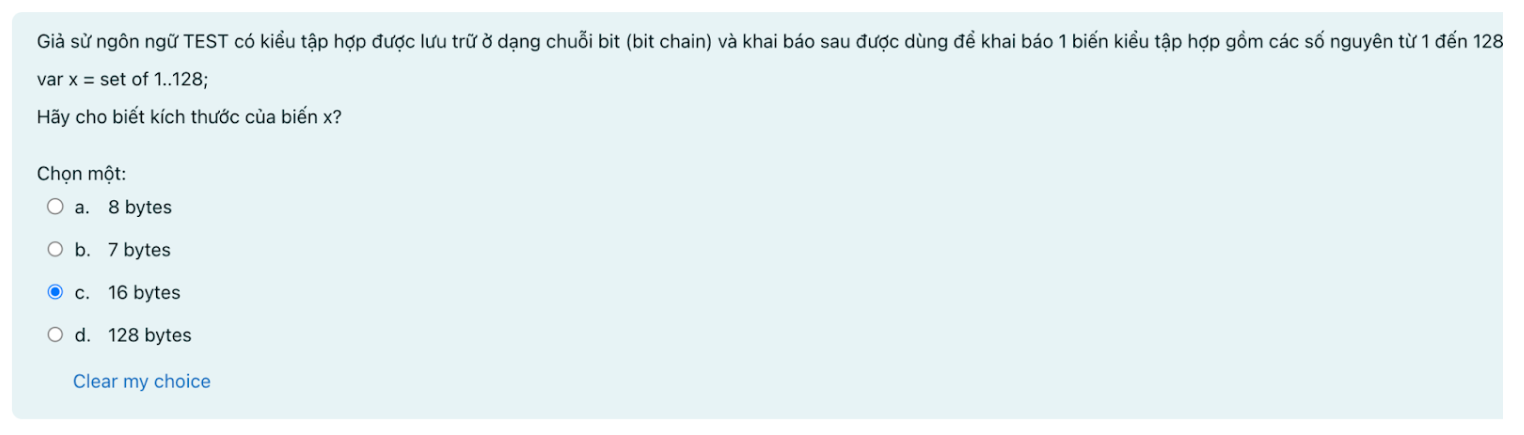 Giả sử ngôn ngữ TEST có kiểu tập hợp được lưu trữ ở dạng chuỗi bit (bit chain) và khai báo sau được dùng để khai báo 1 biến kiểu tập hợp gồm các số nguyên từ 1 đến 128
var x = set of 1..128;
Hãy cho biết kích thước của biến x?
Chọn một:
a. 8 bytes
b. 7 bytes
c. 16 bytes
d. 128 bytes
Clear my choice